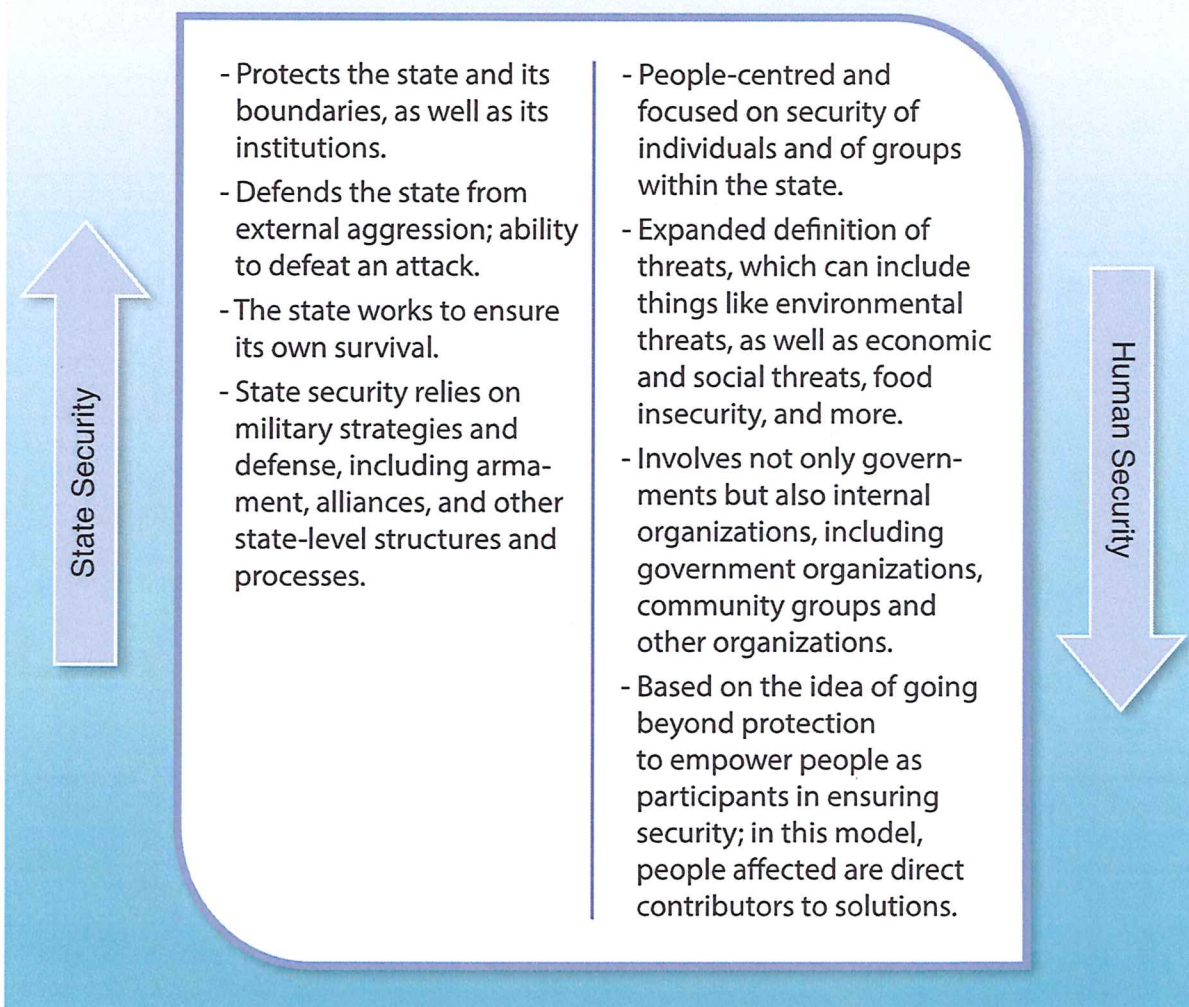 State Security
- Protects the state and its
boundaries, as well as its
institutions.
- Defends the state from
external aggression; ability
to defeat an attack.
- The state works to ensure
its own survival.
- State security relies on
military strategies and
defense, including arma-
ment, alliances, and other
state-level structures and
processes.
- People-centred and
focused on security of
individuals and of groups
within the state.
- Expanded definition of
threats, which can include
things like environmental
threats, as well as economic
and social threats, food
insecurity, and more.
- Involves not only govern-
ments but also internal
organizations, including
government organizations,
community groups and
other organizations.
- Based on the idea of going
beyond protection
to empower people as
participants in ensuring
security; in this model,
people affected are direct
contributors to solutions.
Human Security